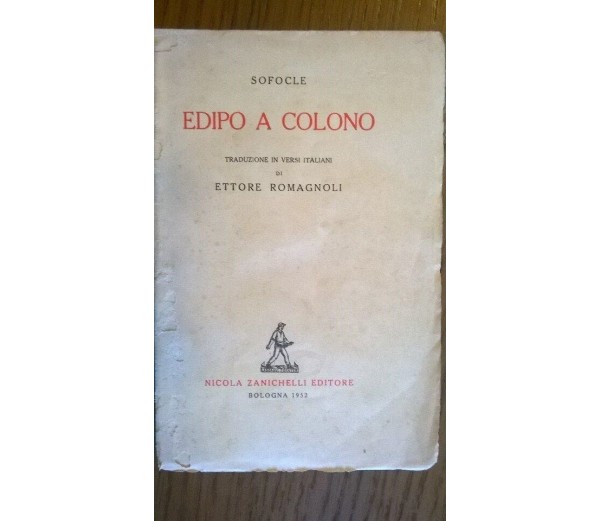 SOFOCLE
EDIPO A COLONO
TRADUZIONE IN VERSI ITALIANI
DI
ETTORE ROMAGNOLI
NICOLA ZANICHELLI EDITORE
BOLOGNA 1952